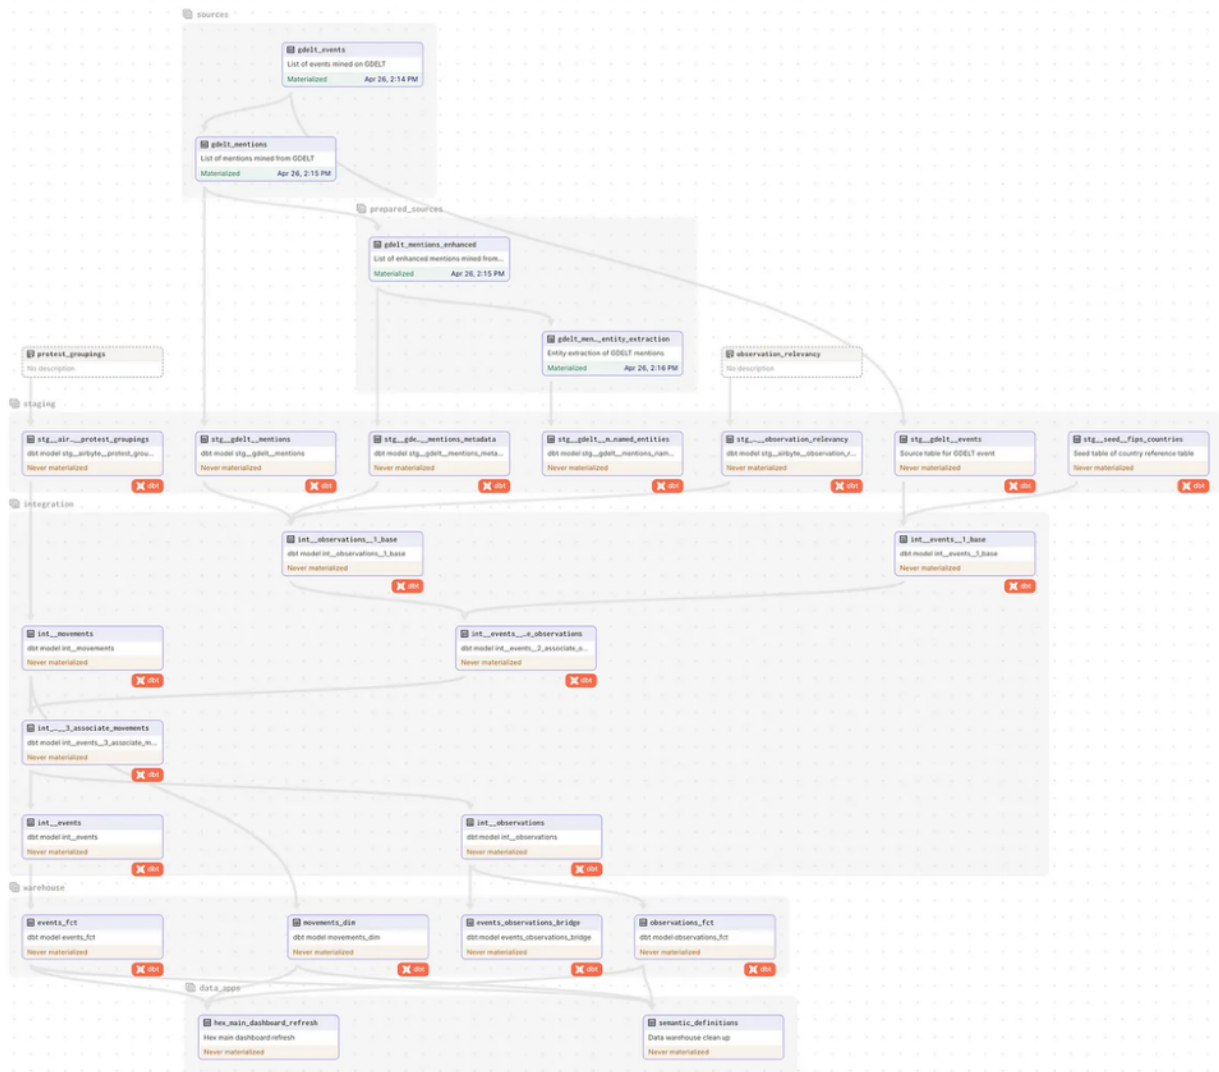 sources
gdelt_events
List of events mined on GDELT
Materialized Apr 26, 2:14 PM
gdelt_mentions
List of mentions mined from GDELT
Materialized Apr 26, 2:15 PM
prepared_sources
gdelt_mentions_enhanced
List of enhanced mentions mined from...
Materialized Apr 26, 2:15 PM
gdelt_men..._entity_extraction
Entity extraction of GDELT mentions
Materialized Apr 26, 2:16 PM
protest_groupings
No description
observation_relevancy
No description
staging
stg__air...__protest_groupings
dbt model stg__airbyte__protest_grou...
Never materialized
dbt
stg__gdelt__mentions
dbt model stg__gdelt__mentions
Never materialized
dbt
stg__gde...__mentions_metadata
dbt model stg__gdelt__mentions_meta...
Never materialized
dbt
stg__gdelt__m...named_entities
dbt model stg__gdelt__mentions_nam...
Never materialized
dbt
stg__...__observation_relevancy
dbt model stg__airbyte__observation_r...
Never materialized
dbt
stg__gdelt__events
Source table for GDELT event
Never materialized
dbt
stg__seed__fips_countries
Seed table of country reference table
Never materialized
dbt
integration
int__observations__1_base
dbt model int__observations__1_base
Never materialized
dbt
int__events__1_base
dbt model int__events__1_base
Never materialized
dbt
int__movements
dbt model int__movements
Never materialized
dbt
int__events__...e_observations
dbt model int__events__2_associate_o...
Never materialized
dbt
int_...__3_associate_movements
dbt model int__events__3_associate_m...
Never materialized
dbt
int__events
dbt model int__events
Never materialized
dbt
int__observations
dbt model int__observations
Never materialized
dbt
warehouse
events_fct
dbt model events_fct
Never materialized
dbt
movements_dim
dbt model movements_dim
Never materialized
dbt
events_observations_bridge
dbt model events_observations_bridge
Never materialized
dbt
observations_fct
dbt model observations_fct
Never materialized
dbt
data_apps
hex_main_dashboard_refresh
Hex main dashboard refresh
Never materialized
semantic_definitions
Data warehouse clean up
Never materialized